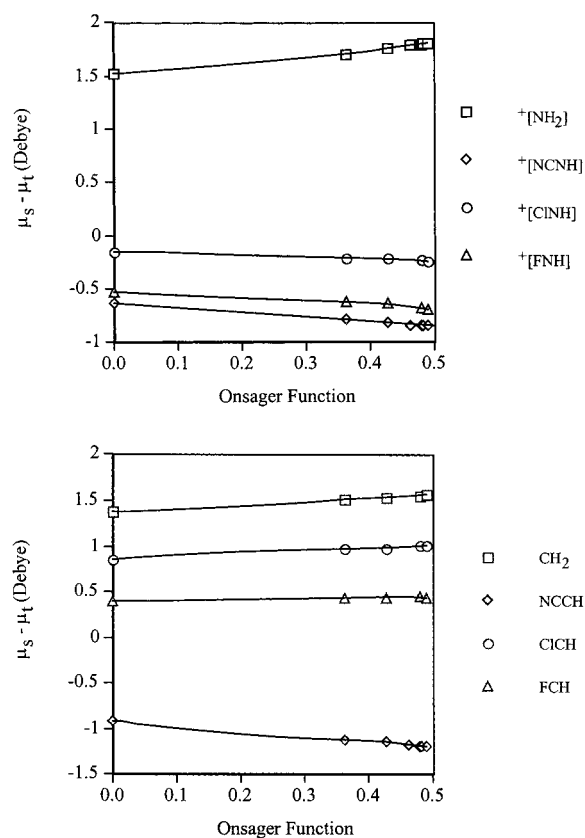 2
1.5
1
0.5
0
-0.5
-1
μs - μt (Debye)
0.0 0.1 0.2 0.3 0.4 0.5
Onsager Function
+[NH2]
+[NCNH]
+[ClNH]
+[FNH]
2
1.5
1
0.5
0
-0.5
-1
-1.5
μs - μt (Debye)
0.0 0.1 0.2 0.3 0.4 0.50
Onsager Function
CH2
NCCH
ClCH
FCH